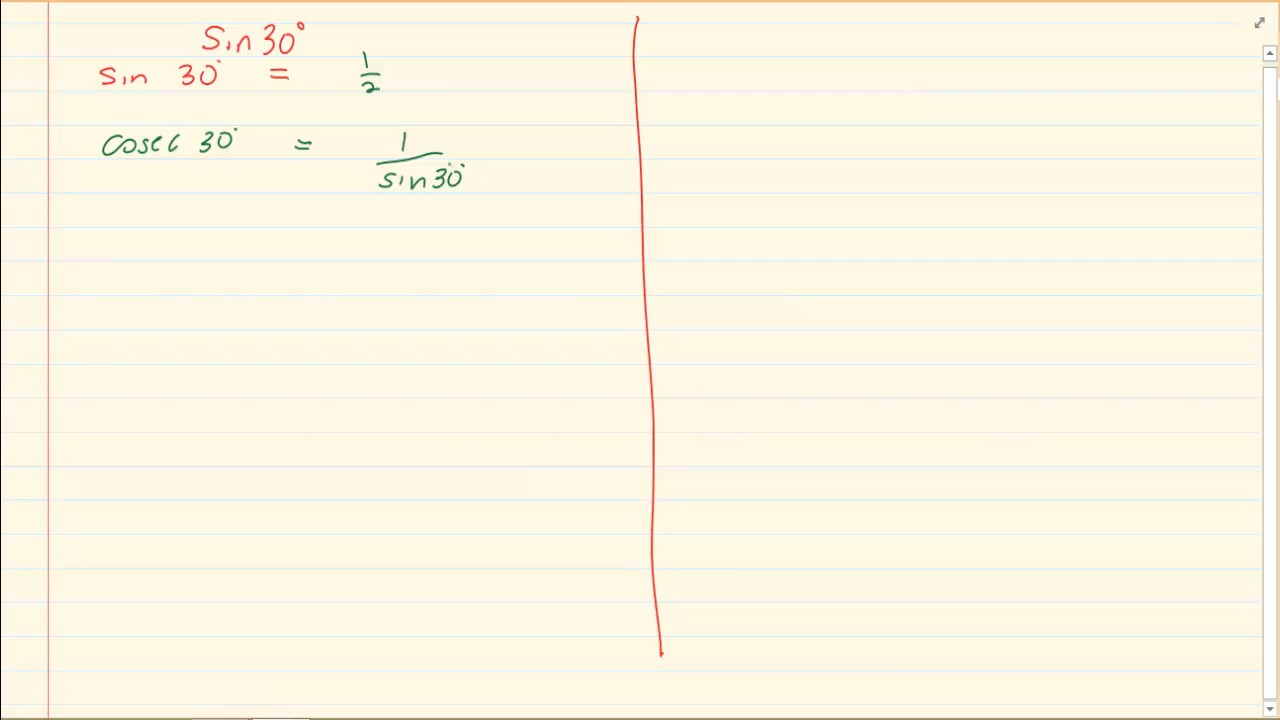 Sin 30°
sin 30° = 1/2
cosec 30° = 1/sin 30°